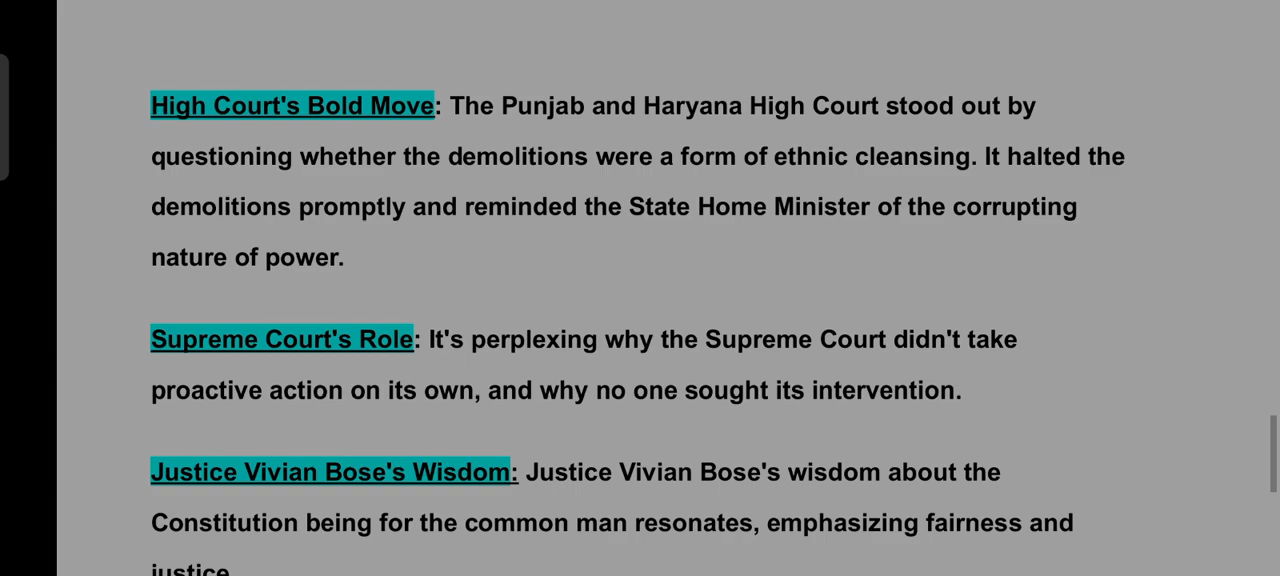 High Court's Bold Move: The Punjab and Haryana High Court stood out by
questioning whether the demolitions were a form of ethnic cleansing. It halted the
demolitions promptly and reminded the State Home Minister of the corrupting
nature of power.
Supreme Court's Role: It's perplexing why the Supreme Court didn't take
proactive action on its own, and why no one sought its intervention.
Justice Vivian Bose's Wisdom: Justice Vivian Bose's wisdom about the
Constitution being for the common man resonates, emphasizing fairness and
justice.